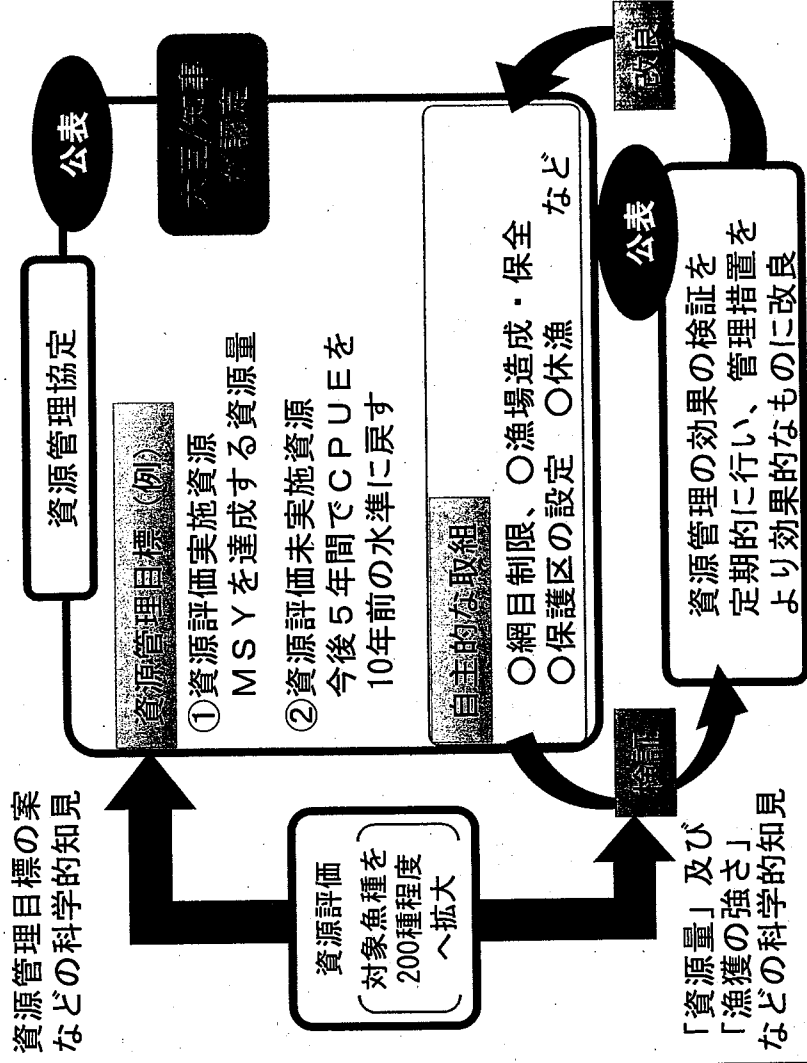 資源管理目標の案
などの科学的知見
資源評価
対象魚種を
200種程度
へ拡大
「資源量」及び
「漁獲の強さ」
などの科学的知見
資源管理協定
公表
大臣/知事
が認定
資源管理目標（例）
①資源評価実施資源
MSYを達成する資源量
②資源評価未実施資源
今後5年間でCPUEを
10年前の水準に戻す
自主的な取組
○網目制限、○漁場造成・保全
○保護区の設定 ○休漁 など
検証
公表
改良
資源管理の効果の検証を
定期的に行い、管理措置を
より効果的なものに改良